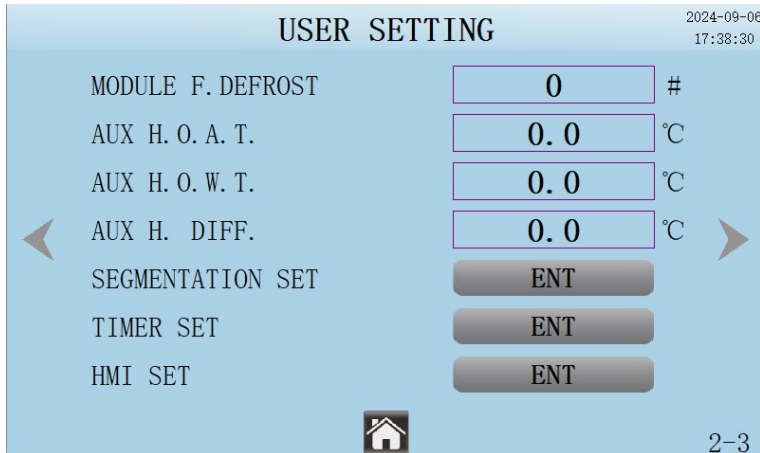 USER SETTING
2024-09-06
17:38:30
MODULE F.DEFROST 0 #
AUX H.O.A.T. 0.0 ℃
AUX H.O.W.T. 0.0 ℃
AUX H. DIFF. 0.0 ℃
SEGMENTATION SET ENT
TIMER SET ENT
HMI SET ENT
2-3